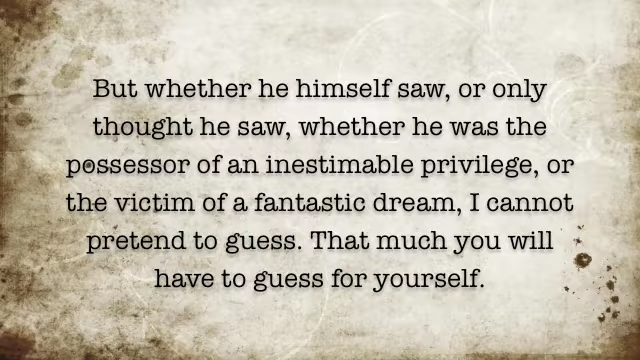 But whether he himself saw, or only
thought he saw, whether he was the
possessor of an inestimable privilege, or
the victim of a fantastic dream, I cannot
pretend to guess. That much you will
have to guess for yourself.